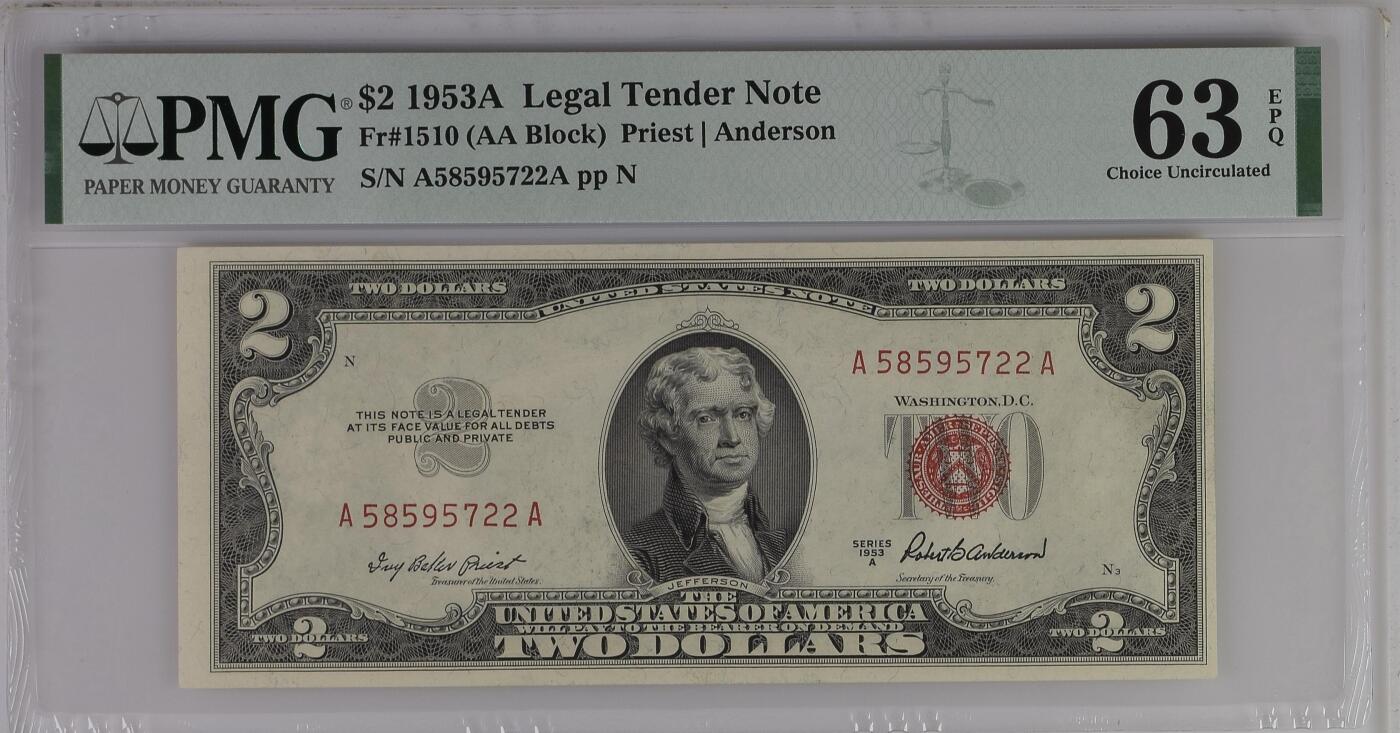 PMG®
PAPER MONEY GUARANTY
$2 1953A Legal Tender Note
Fr#1510 (AA Block) Priest | Anderson
S/N A58595722A pp N
63
EPQ
Choice Uncirculated
2
TWO DOLLARS
UNITED STATES NOTE
TWO DOLLARS
2
N
A 58595722 A
2
THIS NOTE IS A LEGAL TENDER
AT ITS FACE VALUE FOR ALL DEBTS
PUBLIC AND PRIVATE
WASHINGTON, D.C.
TWO
A 58595722 A
Ivy Baker Priest
Treasurer of the United States.
SERIES
1953
A
Robert B Anderson
Secretary of the Treasury.
N3
JEFFERSON
THE
UNITED STATES OF AMERICA
WILL PAY TO THE BEARER ON DEMAND
TWO DOLLARS
TWO 2 DOLLARS
TWO 2 DOLLARS